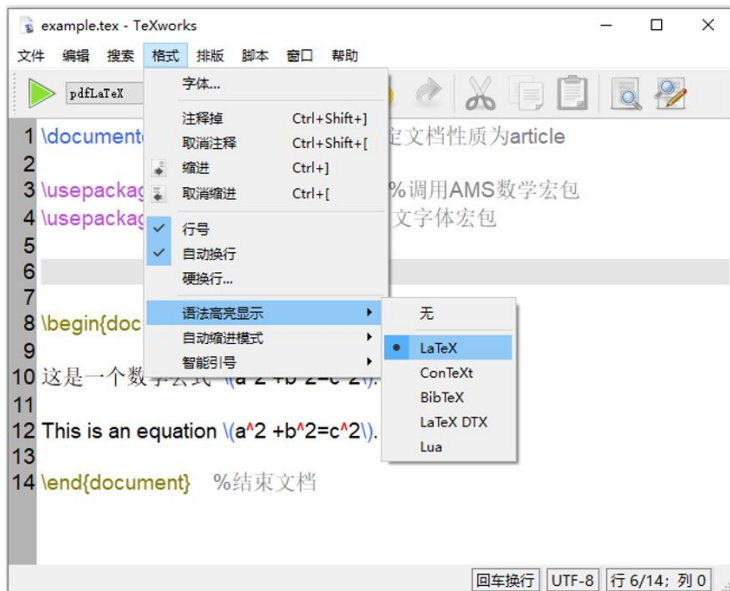 example.tex - TeXworks
文件 编辑 搜索 格式 排版 脚本 窗口 帮助
pdfLaTeX
字体...
注释掉 Ctrl+Shift+]
取消注释 Ctrl+Shift+[
缩进 Ctrl+]
取消缩进 Ctrl+[
行号
自动换行
硬换行...
语法高亮显示
自动缩进模式
智能引号
无
LaTeX
ConTeXt
BibTeX
LaTeX DTX
Lua
1 \document 文档性质为article
2
3 \usepackag %调用AMS数学宏包
4 \usepackag 文字体宏包
5
6
7
8 \begin{doc
9
10 这是一个数学公式 \(a^2 +b^2=c^2\).
11
12 This is an equation \(a^2 +b^2=c^2\).
13
14 \end{document} %结束文档
回车换行 UTF-8 行 6/14; 列 0